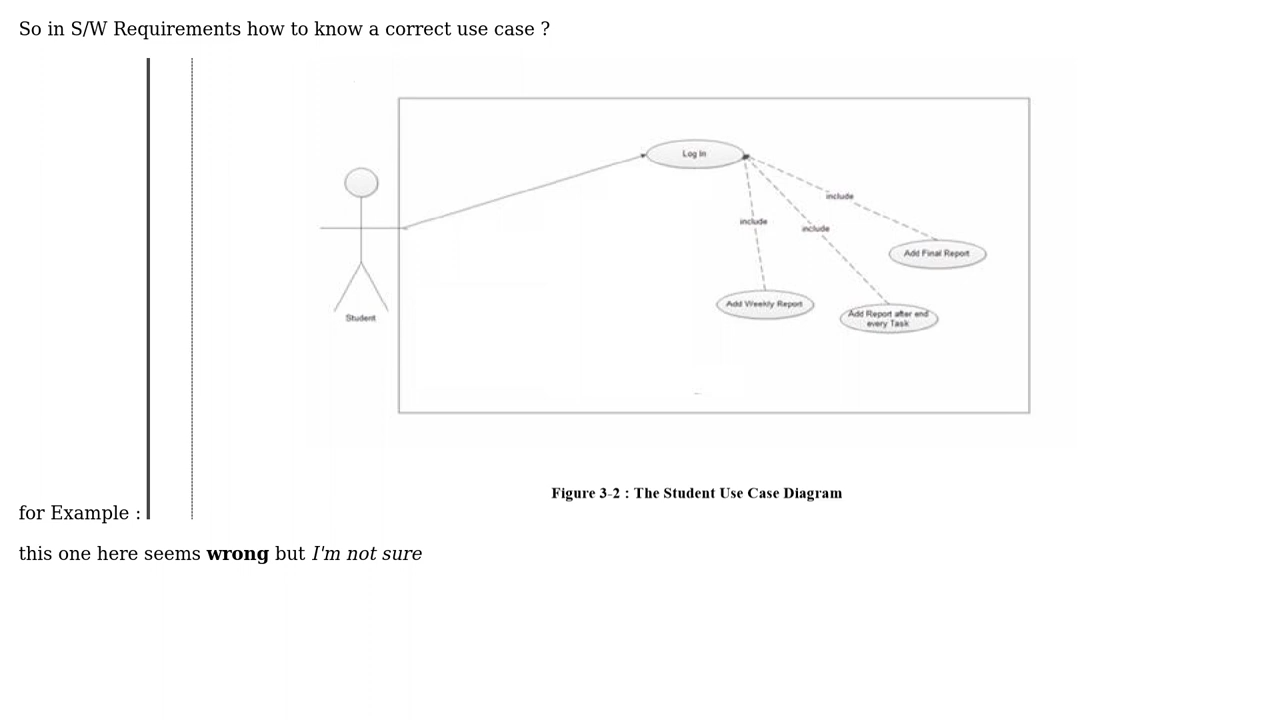 So in S/W Requirements how to know a correct use case ?
Log In
include
include
include
Add Final Report
Add Weekly Report
Add Report after end
every Task
Student
Figure 3-2 : The Student Use Case Diagram
for Example :
this one here seems wrong but I'm not sure